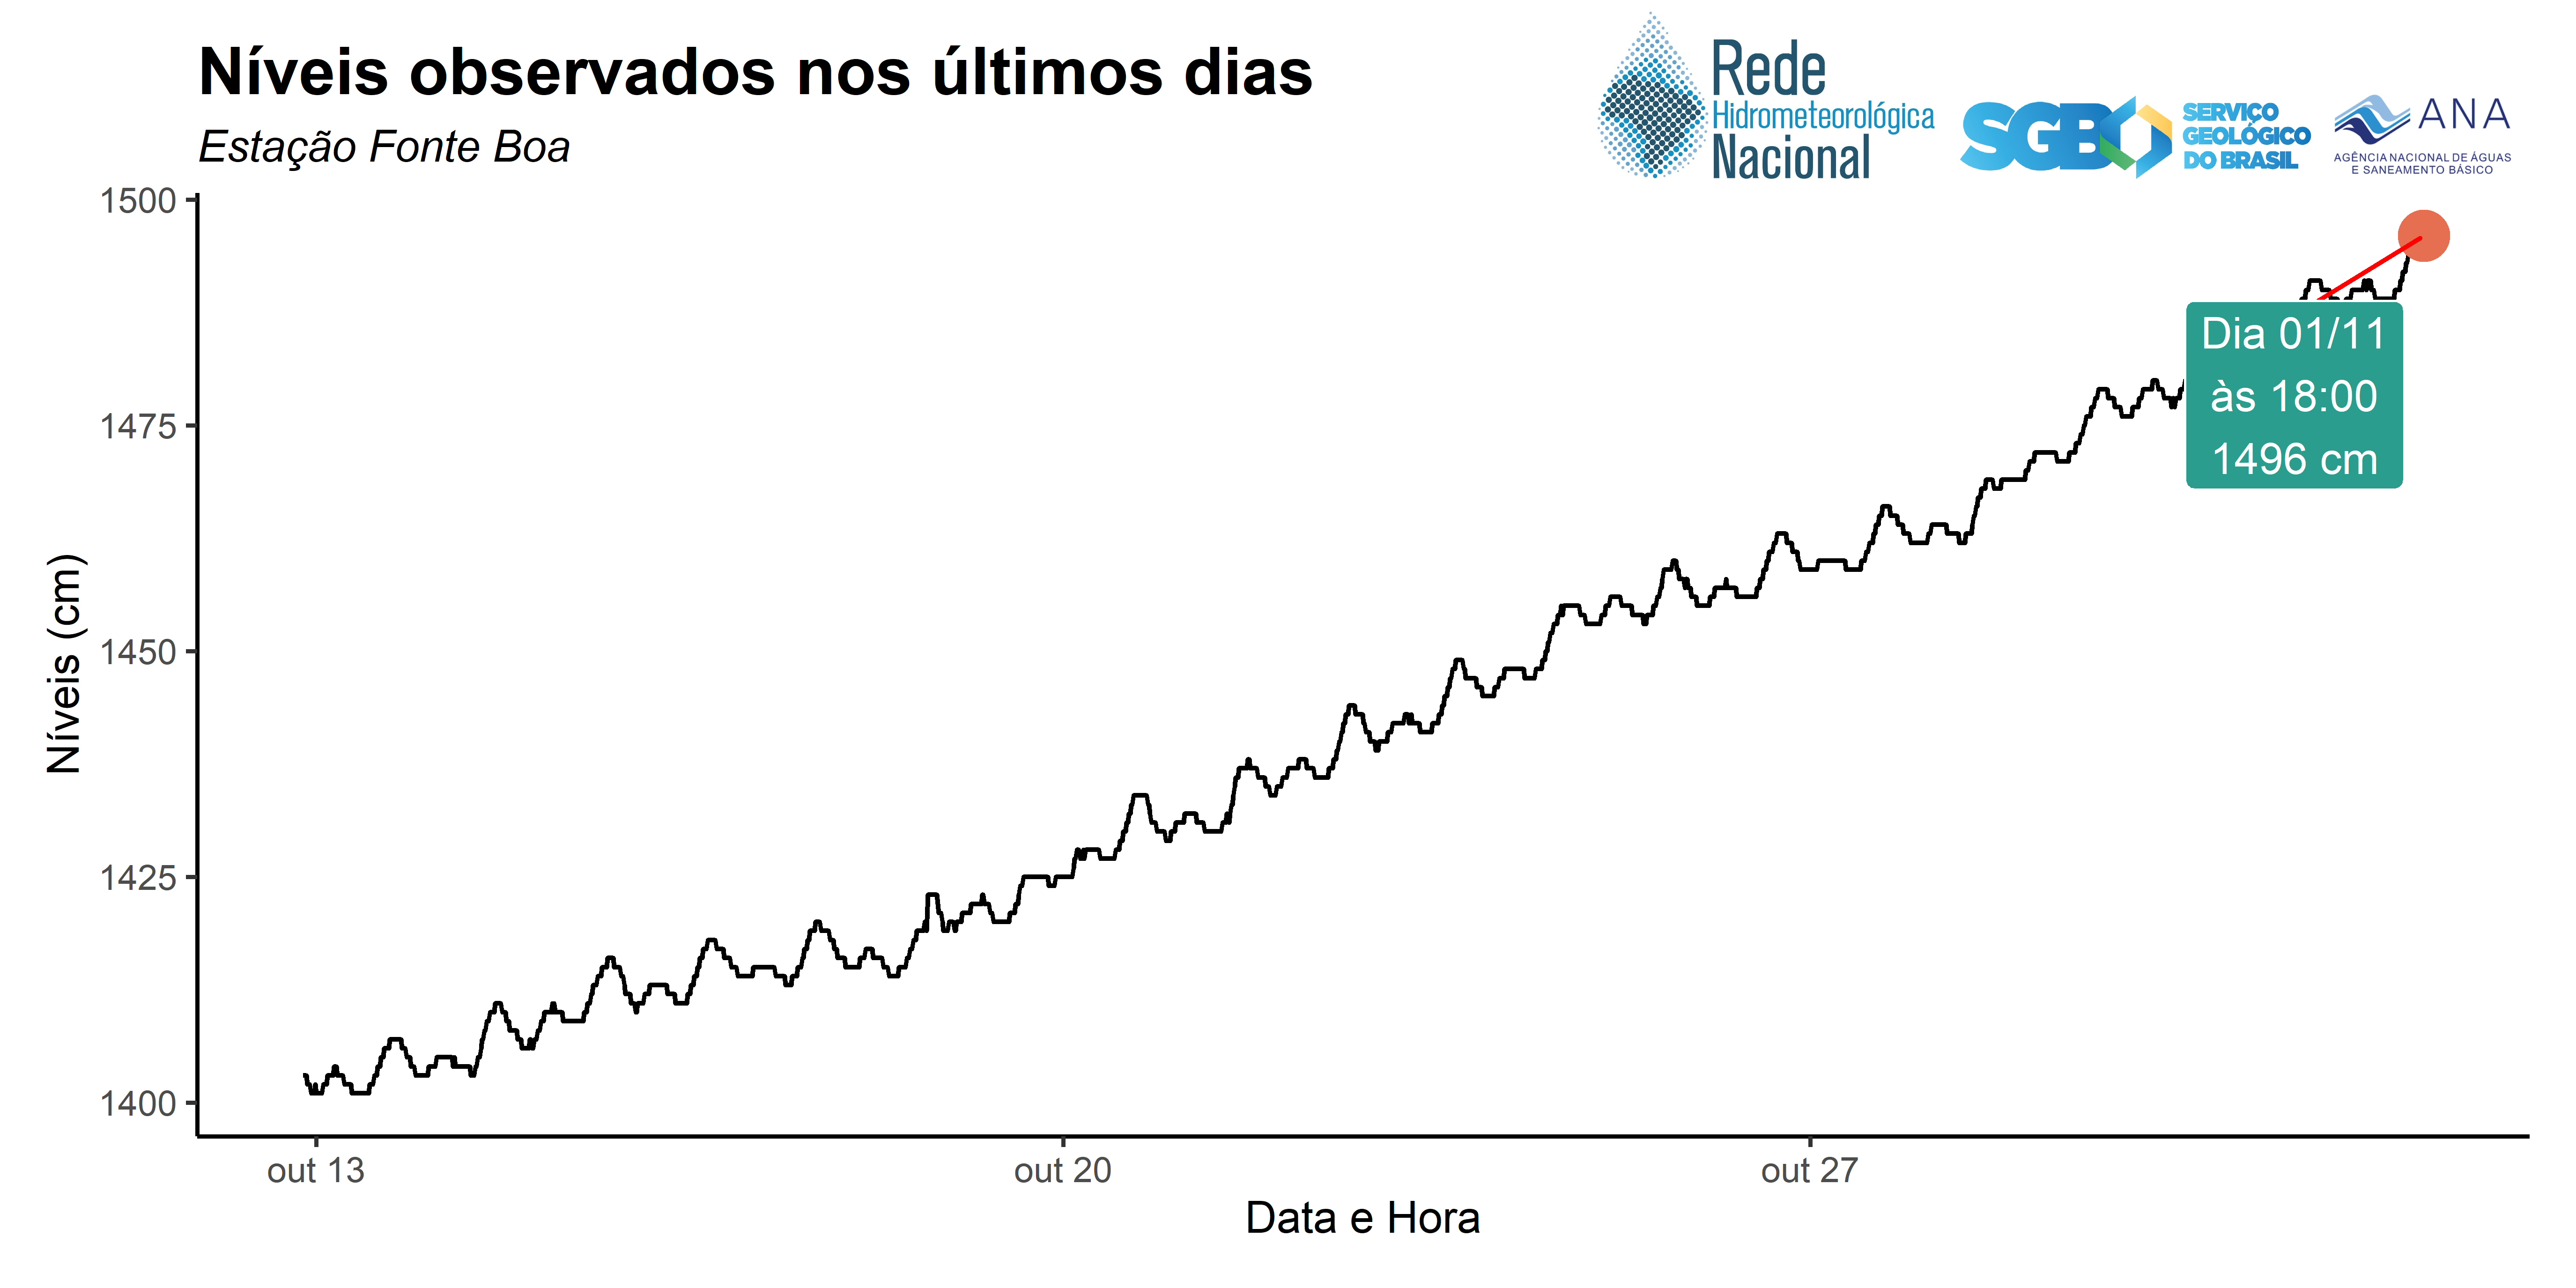 Níveis observados nos últimos dias
Estação Fonte Boa
Rede
Hidrometeorológica
Nacional
SGB
SERVIÇO
GEOLÓGICO
DO BRASIL
ANA
AGÊNCIA NACIONAL DE ÁGUAS
E SANEAMENTO BÁSICO
1500
1475
1450
1425
1400
Níveis (cm)
Dia 01/11
às 18:00
1496 cm
out 13
out 20
out 27
Data e Hora